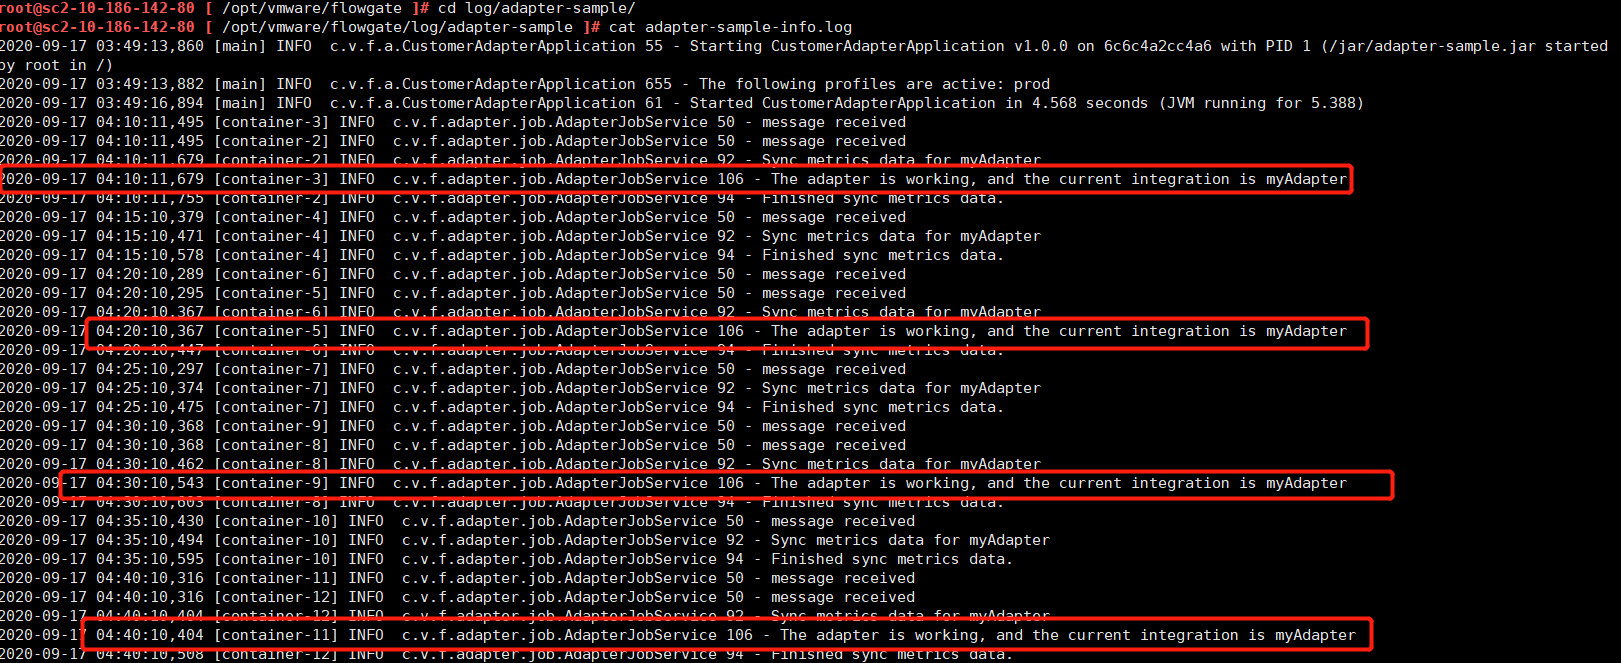 root@sc2-10-186-142-80 [ /opt/vmware/flowgate ]# cd log/adapter-sample/
root@sc2-10-186-142-80 [ /opt/vmware/flowgate/log/adapter-sample ]# cat adapter-sample-info.log
2020-09-17 03:49:13,860 [main] INFO  c.v.f.a.CustomerAdapterApplication 55 - Starting CustomerAdapterApplication v1.0.0 on 6c6c4a2cc4a6 with PID 1 (/jar/adapter-sample.jar started
by root in /)
2020-09-17 03:49:13,882 [main] INFO  c.v.f.a.CustomerAdapterApplication 655 - The following profiles are active: prod
2020-09-17 03:49:16,894 [main] INFO  c.v.f.a.CustomerAdapterApplication 61 - Started CustomerAdapterApplication in 4.568 seconds (JVM running for 5.388)
2020-09-17 04:10:11,495 [container-3] INFO  c.v.f.adapter.job.AdapterJobService 50 - message received
2020-09-17 04:10:11,495 [container-2] INFO  c.v.f.adapter.job.AdapterJobService 50 - message received
2020-09-17 04:10:11,679 [container-2] INFO  c.v.f.adapter.job.AdapterJobService 92 - Sync metrics data for myAdapter
2020-09-17 04:10:11,679 [container-3] INFO  c.v.f.adapter.job.AdapterJobService 106 - The adapter is working, and the current integration is myAdapter
2020-09-17 04:10:11,755 [container-2] INFO  c.v.f.adapter.job.AdapterJobService 94 - Finished sync metrics data.
2020-09-17 04:15:10,379 [container-4] INFO  c.v.f.adapter.job.AdapterJobService 50 - message received
2020-09-17 04:15:10,471 [container-4] INFO  c.v.f.adapter.job.AdapterJobService 92 - Sync metrics data for myAdapter
2020-09-17 04:15:10,578 [container-4] INFO  c.v.f.adapter.job.AdapterJobService 94 - Finished sync metrics data.
2020-09-17 04:20:10,289 [container-6] INFO  c.v.f.adapter.job.AdapterJobService 50 - message received
2020-09-17 04:20:10,295 [container-5] INFO  c.v.f.adapter.job.AdapterJobService 50 - message received
2020-09-17 04:20:10,367 [container-6] INFO  c.v.f.adapter.job.AdapterJobService 92 - Sync metrics data for myAdapter
2020-09-17 04:20:10,367 [container-5] INFO  c.v.f.adapter.job.AdapterJobService 106 - The adapter is working, and the current integration is myAdapter
2020-09-17 04:20:10,447 [container-6] INFO  c.v.f.adapter.job.AdapterJobService 94 - Finished sync metrics data.
2020-09-17 04:25:10,297 [container-7] INFO  c.v.f.adapter.job.AdapterJobService 50 - message received
2020-09-17 04:25:10,374 [container-7] INFO  c.v.f.adapter.job.AdapterJobService 92 - Sync metrics data for myAdapter
2020-09-17 04:25:10,475 [container-7] INFO  c.v.f.adapter.job.AdapterJobService 94 - Finished sync metrics data.
2020-09-17 04:30:10,368 [container-9] INFO  c.v.f.adapter.job.AdapterJobService 50 - message received
2020-09-17 04:30:10,368 [container-8] INFO  c.v.f.adapter.job.AdapterJobService 50 - message received
2020-09-17 04:30:10,462 [container-8] INFO  c.v.f.adapter.job.AdapterJobService 92 - Sync metrics data for myAdapter
2020-09-17 04:30:10,543 [container-9] INFO  c.v.f.adapter.job.AdapterJobService 106 - The adapter is working, and the current integration is myAdapter
2020-09-17 04:30:10,603 [container-8] INFO  c.v.f.adapter.job.AdapterJobService 94 - Finished sync metrics data.
2020-09-17 04:35:10,430 [container-10] INFO  c.v.f.adapter.job.AdapterJobService 50 - message received
2020-09-17 04:35:10,494 [container-10] INFO  c.v.f.adapter.job.AdapterJobService 92 - Sync metrics data for myAdapter
2020-09-17 04:35:10,595 [container-10] INFO  c.v.f.adapter.job.AdapterJobService 94 - Finished sync metrics data.
2020-09-17 04:40:10,316 [container-11] INFO  c.v.f.adapter.job.AdapterJobService 50 - message received
2020-09-17 04:40:10,316 [container-12] INFO  c.v.f.adapter.job.AdapterJobService 50 - message received
2020-09-17 04:40:10,404 [container-12] INFO  c.v.f.adapter.job.AdapterJobService 92 - Sync metrics data for myAdapter
2020-09-17 04:40:10,404 [container-11] INFO  c.v.f.adapter.job.AdapterJobService 106 - The adapter is working, and the current integration is myAdapter
2020-09-17 04:40:10,508 [container-12] INFO  c.v.f.adapter.job.AdapterJobService 94 - Finished sync metrics data.